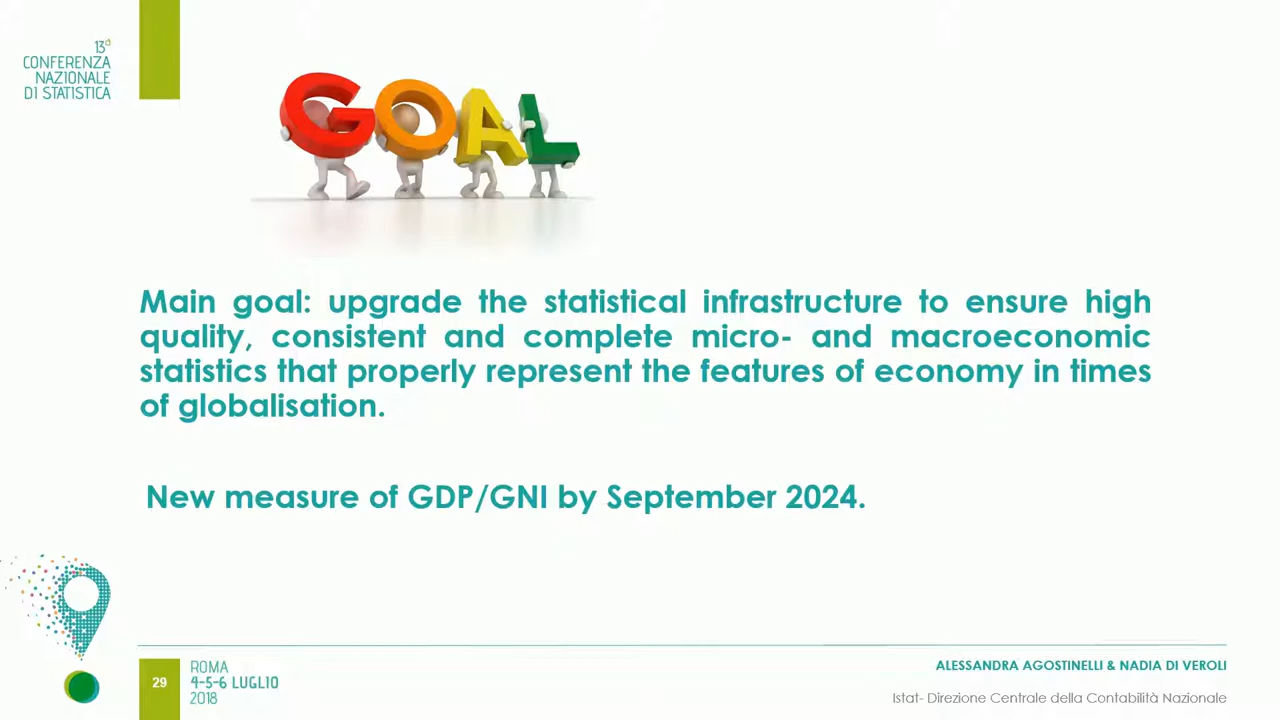 13ª
CONFERENZA
NAZIONALE
DI STATISTICA
GOAL
Main goal: upgrade the statistical infrastructure to ensure high
quality, consistent and complete micro- and macroeconomic
statistics that properly represent the features of economy in times
of globalisation.
New measure of GDP/GNI by September 2024.
29
ROMA
4-5-6 LUGLIO
2018
ALESSANDRA AGOSTINELLI & NADIA DI VEROLI
Istat- Direzione Centrale della Contabilità Nazionale